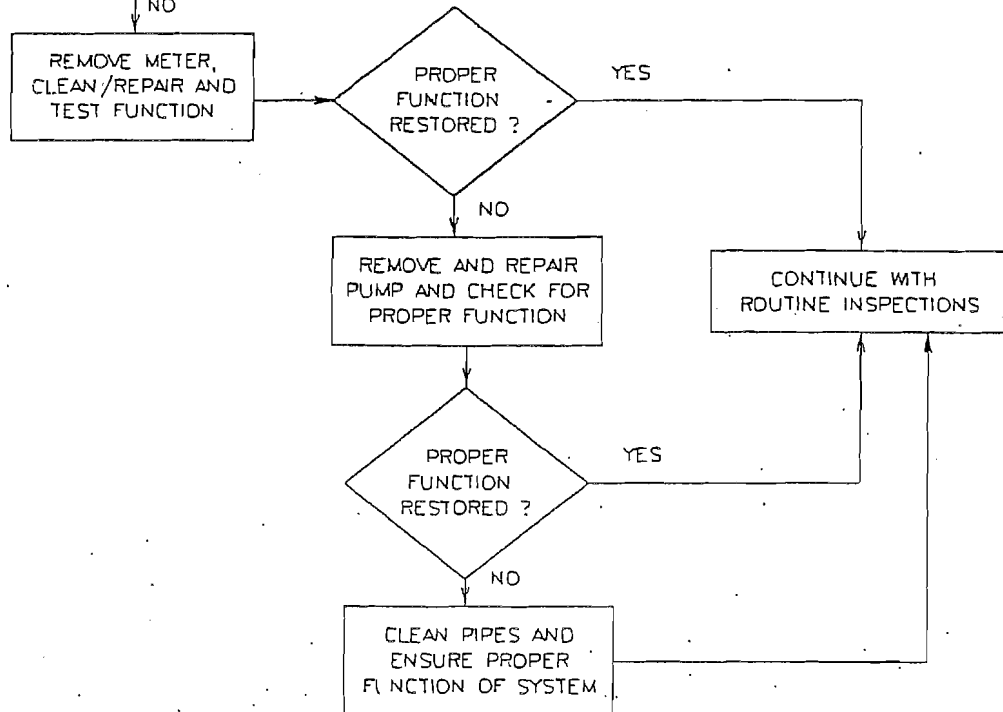 NO
REMOVE METER,
CLEAN/REPAIR AND
TEST FUNCTION
PROPER
FUNCTION
RESTORED ?
YES
NO
REMOVE AND REPAIR
PUMP AND CHECK FOR
PROPER FUNCTION
CONTINUE WITH
ROUTINE INSPECTIONS
PROPER
FUNCTION
RESTORED ?
YES
NO
CLEAN PIPES AND
ENSURE PROPER
FUNCTION OF SYSTEM